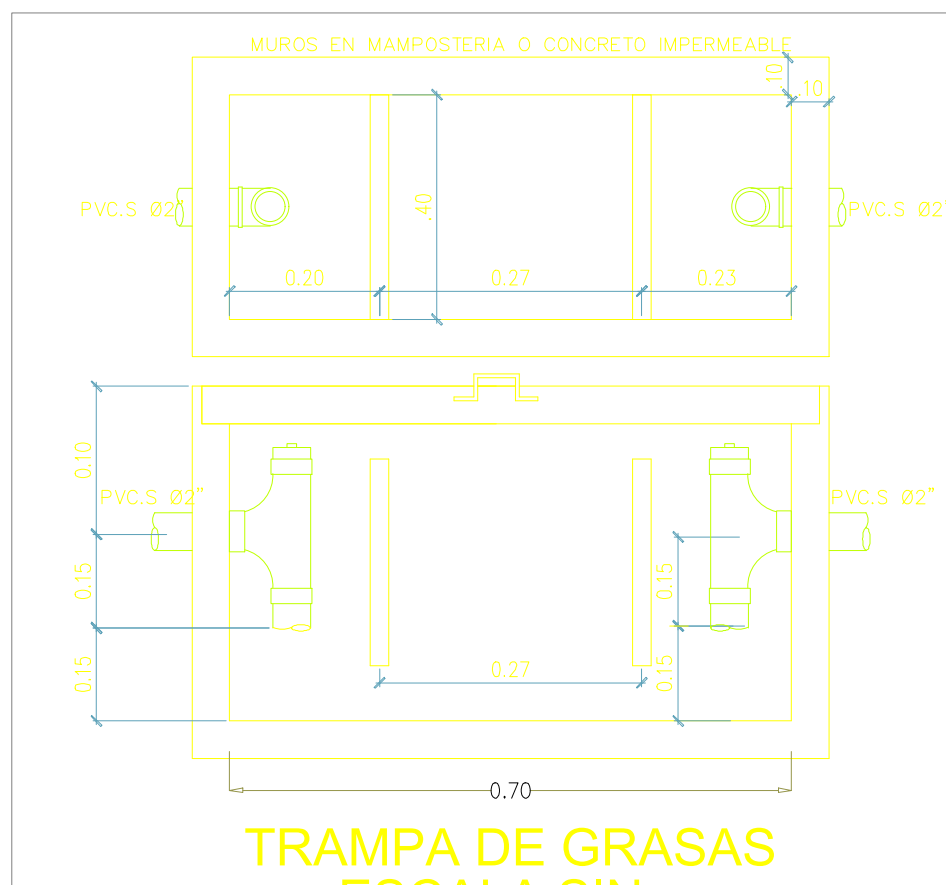 MUROS EN MAMPOSTERIA O CONCRETO IMPERMEABLE
.10
.10
PVC.S Ø2"
.40
PVC.S Ø2"
0.20
0.27
0.23
0.10
PVC.S Ø2"
PVC.S Ø2"
0.15
0.15
0.15
0.27
0.15
0.70
TRAMPA DE GRASAS
ESCALA SIN